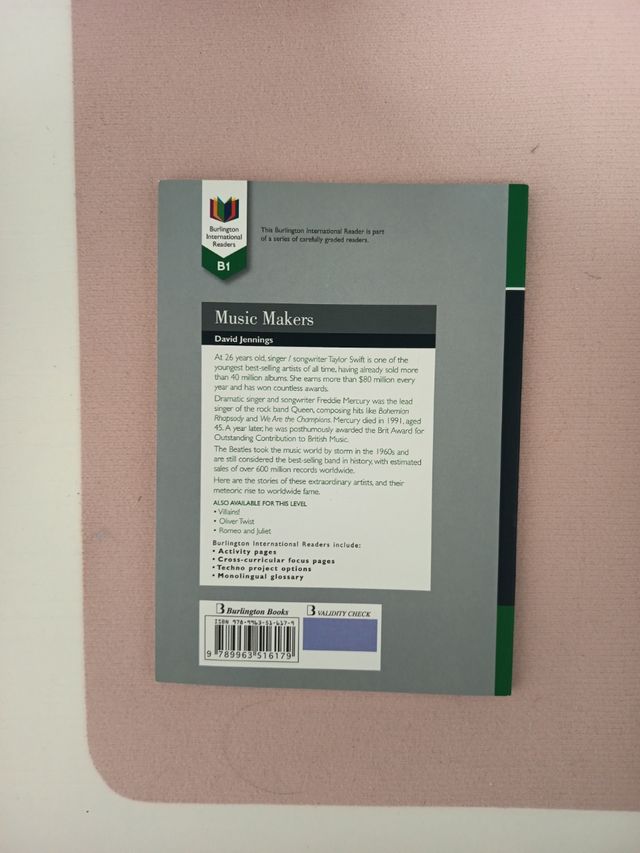 Burlington
International
Readers
B1
This Burlington International Reader is part
of a series of carefully graded readers.
Music Makers
David Jennings
At 26 years old, singer / songwriter Taylor Swift is one of the
youngest best-selling artists of all time, having already sold more
than 40 million albums. She earns more than $80 million every
year and has won countless awards.
Dramatic singer and songwriter Freddie Mercury was the lead
singer of the rock band Queen, composing hits like Bohemian
Rhapsody and We Are the Champions. Mercury died in 1991, aged
45. A year later, he was posthumously awarded the Brit Award for
Outstanding Contribution to British Music.
The Beatles took the music world by storm in the 1960s and
are still considered the best-selling band in history, with estimated
sales of over 600 million records worldwide.
Here are the stories of these extraordinary artists, and their
meteoric rise to worldwide fame.
ALSO AVAILABLE FOR THIS LEVEL
• Villains!
• Oliver Twist
• Romeo and Juliet
Burlington International Readers include:
• Activity pages
• Cross-curricular focus pages
• Techno project options
• Monolingual glossary
B Burlington Books
B VALIDITY CHECK
ISBN 978-9963-51-617-9
9 789963 516179